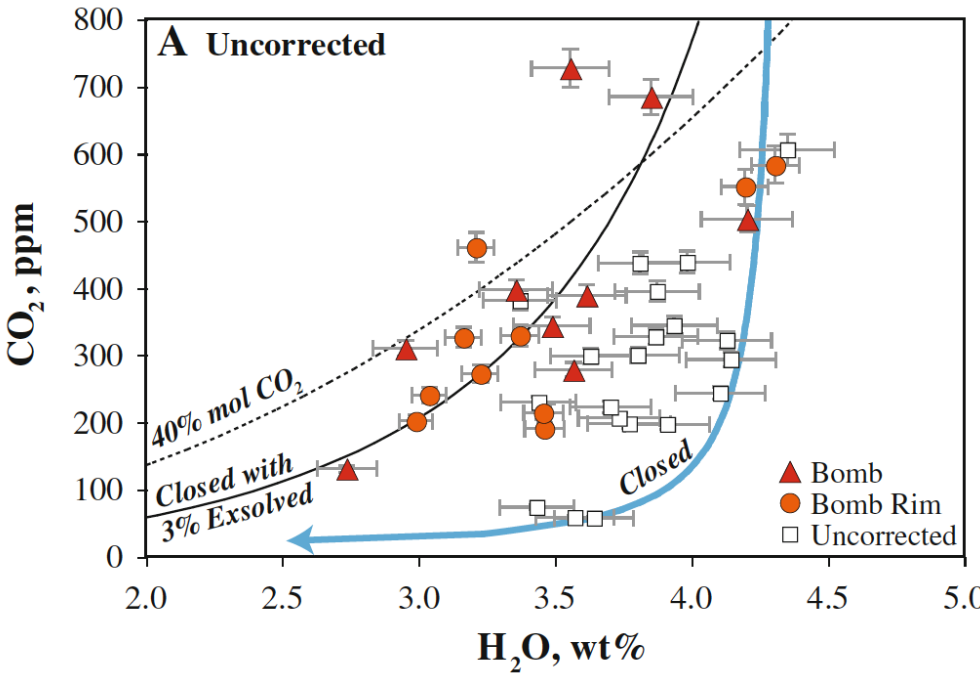 A Uncorrected
800
700
600
500
400
300
200
100
0
CO₂, ppm
40% mol CO₂
Closed with
3% Exsolved
Closed
Bomb
Bomb Rim
Uncorrected
2.0 2.5 3.0 3.5 4.0 4.5 5.0
H₂O, wt%